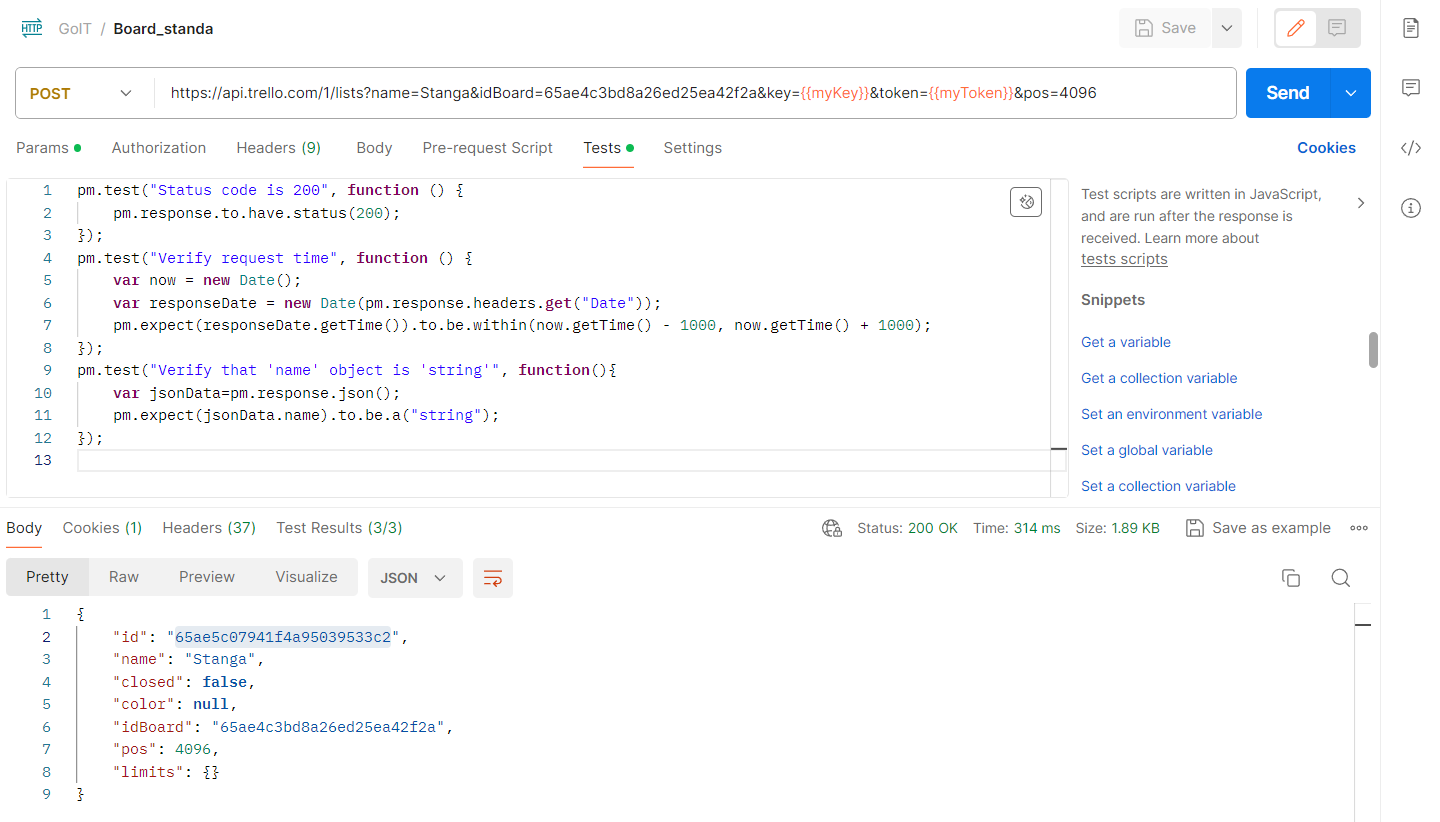 HTTP GoIT / Board_standa Save
POST https://api.trello.com/1/lists?name=Stanga&idBoard=65ae4c3bd8a26ed25ea42f2a&key={{myKey}}&token={{myToken}}&pos=4096 Send
Params Authorization Headers (9) Body Pre-request Script Tests Settings Cookies
1 pm.test("Status code is 200", function () {
2 pm.response.to.have.status(200);
3 });
4 pm.test("Verify request time", function () {
5 var now = new Date();
6 var responseDate = new Date(pm.response.headers.get("Date"));
7 pm.expect(responseDate.getTime()).to.be.within(now.getTime() - 1000, now.getTime() + 1000);
8 });
9 pm.test("Verify that 'name' object is 'string'", function(){
10 var jsonData=pm.response.json();
11 pm.expect(jsonData.name).to.be.a("string");
12 });
13
Test scripts are written in JavaScript,
and are run after the response is
received. Learn more about
tests scripts
Snippets
Get a variable
Get a collection variable
Set an environment variable
Set a global variable
Set a collection variable
Body Cookies (1) Headers (37) Test Results (3/3) Status: 200 OK Time: 314 ms Size: 1.89 KB Save as example
Pretty Raw Preview Visualize JSON
1 {
2 "id": "65ae5c07941f4a95039533c2",
3 "name": "Stanga",
4 "closed": false,
5 "color": null,
6 "idBoard": "65ae4c3bd8a26ed25ea42f2a",
7 "pos": 4096,
8 "limits": {}
9 }